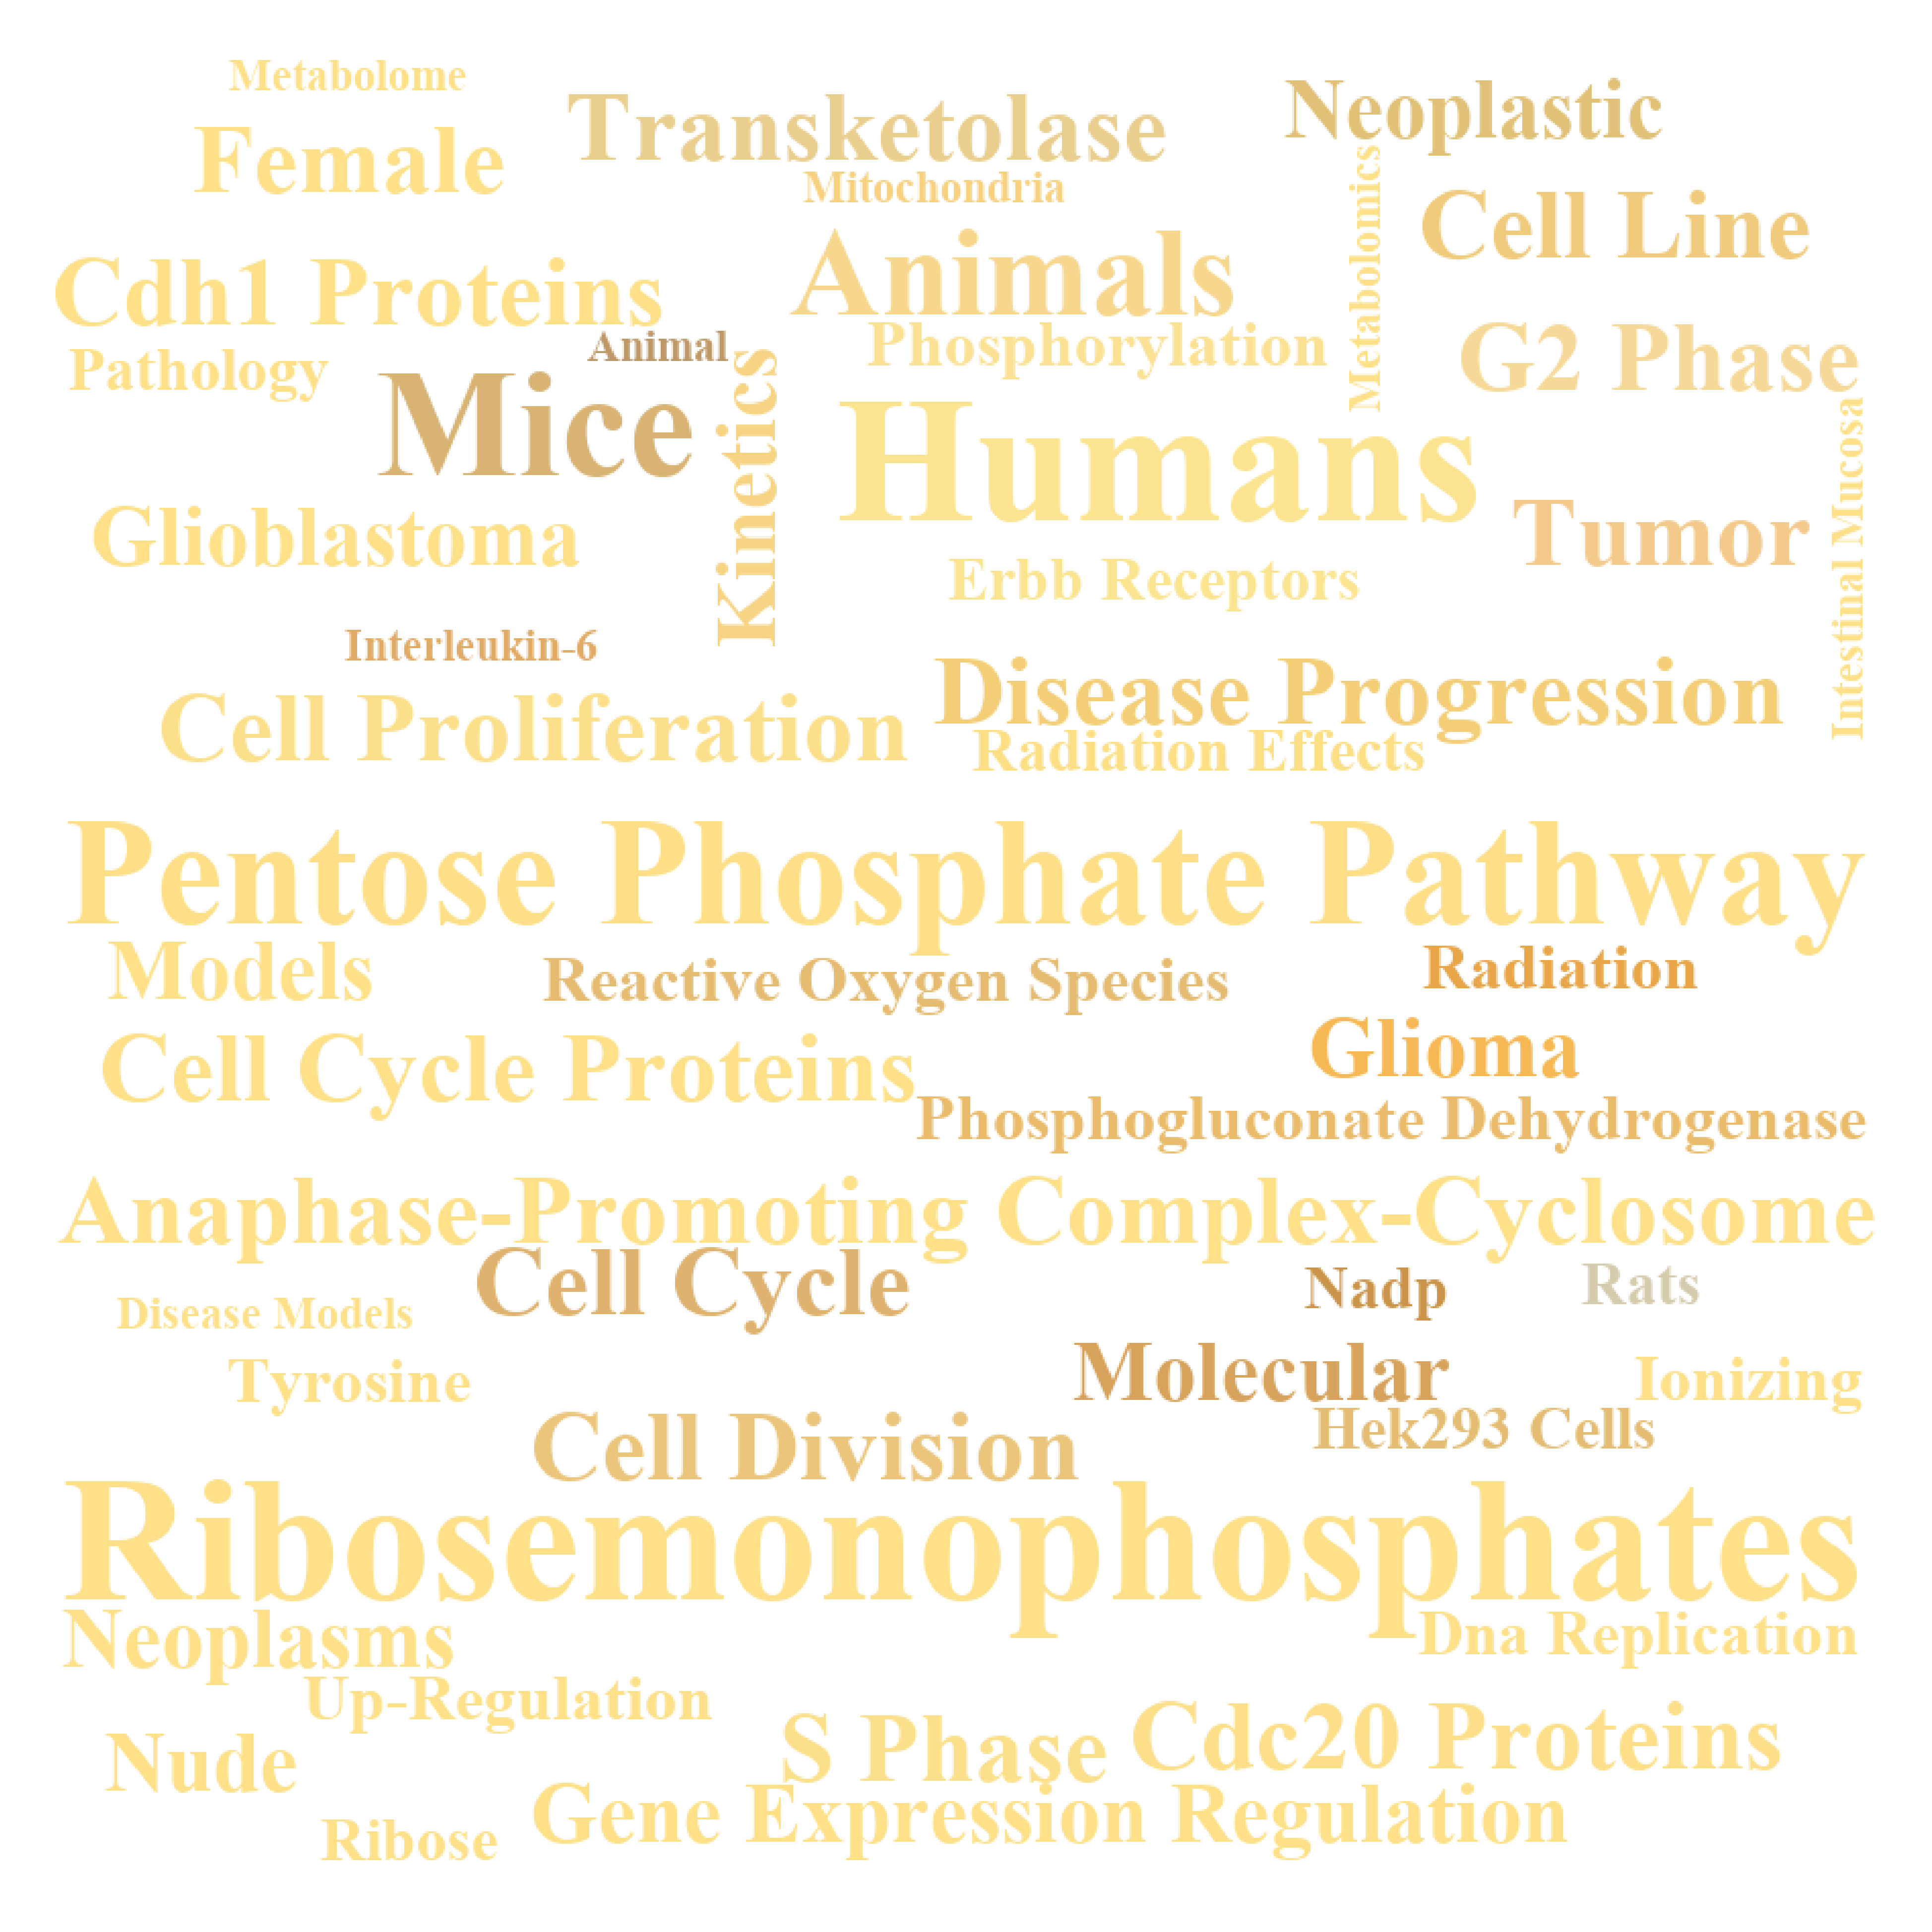 Metabolome
Transketolase
Neoplastic
Female
Mitochondria
Metabolomics
Cell Line
Cdh1 Proteins
Animals
Animal
Phosphorylation
G2 Phase
Pathology
Mice
Kinetics
Humans
Intestinal Mucosa
Glioblastoma
Tumor
Erbb Receptors
Interleukin-6
Disease Progression
Cell Proliferation
Radiation Effects
Pentose Phosphate Pathway
Models
Reactive Oxygen Species
Radiation
Cell Cycle Proteins
Glioma
Phosphogluconate Dehydrogenase
Anaphase-Promoting Complex-Cyclosome
Cell Cycle
Nadp
Rats
Disease Models
Tyrosine
Molecular
Ionizing
Cell Division
Hek293 Cells
Ribosemonophosphates
Neoplasms
Dna Replication
Up-Regulation
Nude
S Phase
Cdc20 Proteins
Ribose
Gene Expression Regulation